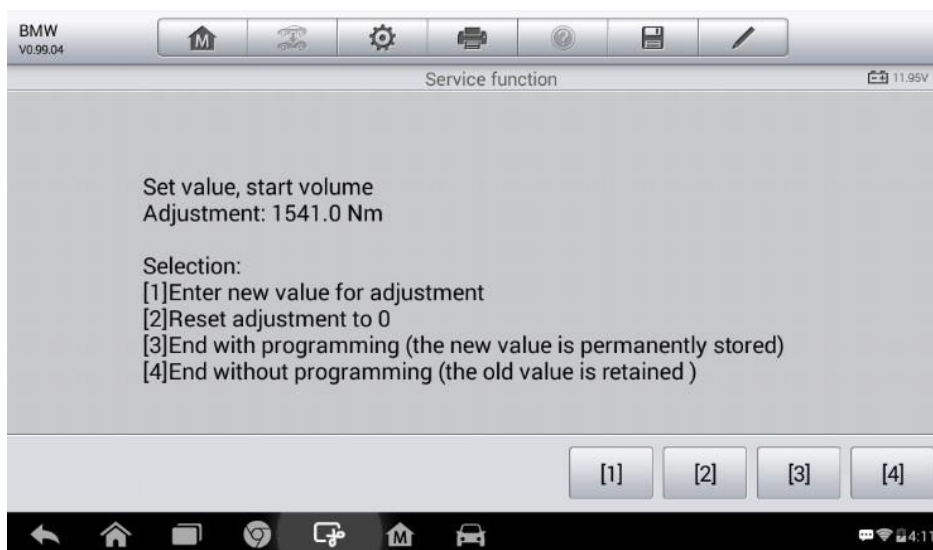 BMW
V0.99.04
M
Service function
11.95V
Set value, start volume
Adjustment: 1541.0 Nm
Selection:
[1]Enter new value for adjustment
[2]Reset adjustment to 0
[3]End with programming (the new value is permanently stored)
[4]End without programming (the old value is retained )
[1] [2] [3] [4]
M
4:11